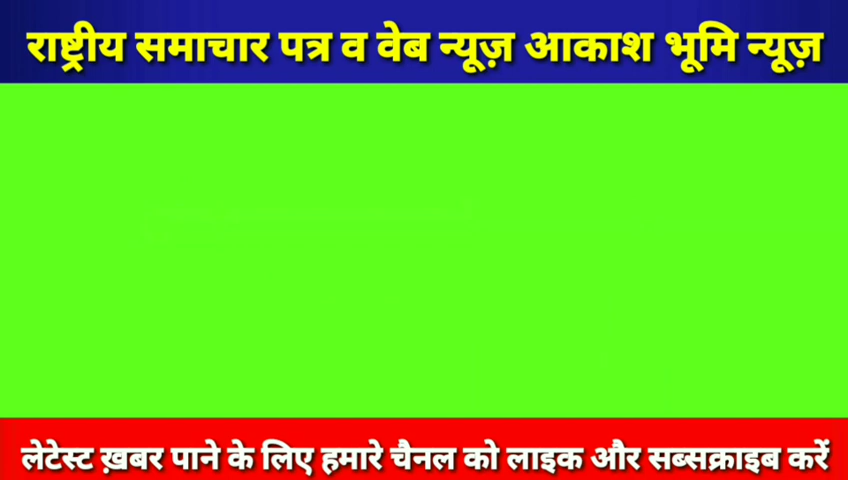 राष्ट्रीय समाचार पत्र व वेब न्यूज़ आकाश भूमि न्यूज़
लेटेस्ट ख़बर पाने के लिए हमारे चैनल को लाइक और सब्सक्राइब करें